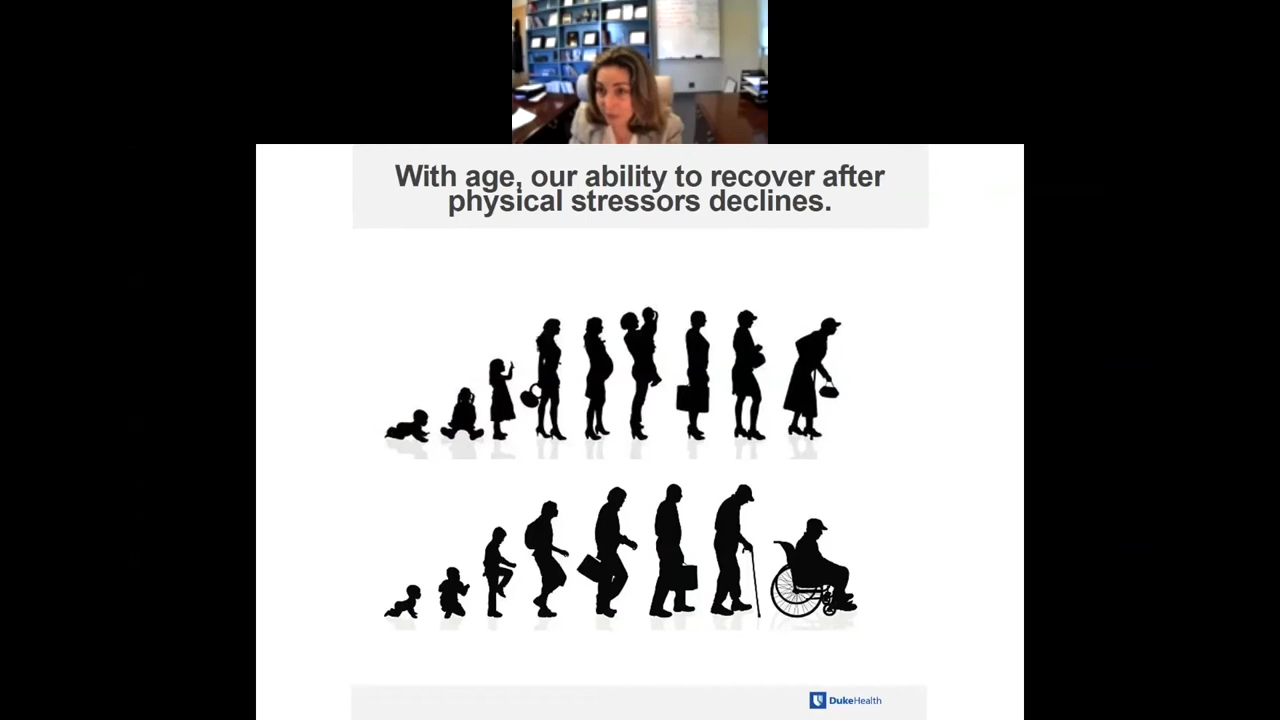 With age, our ability to recover after
physical stressors declines.
DukeHealth